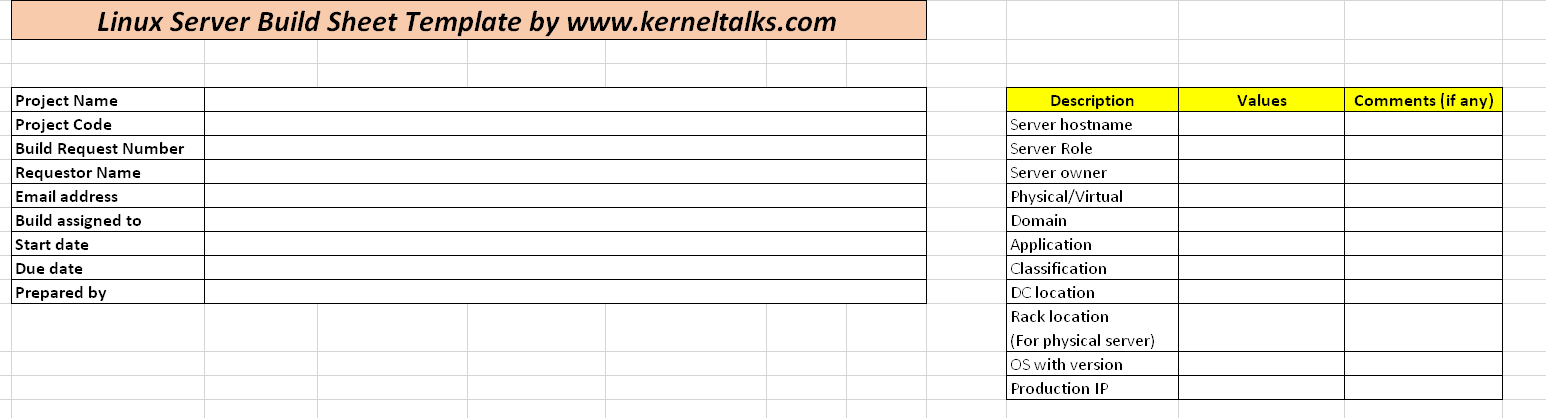 Linux Server Build Sheet Template by www.kerneltalks.com
Project Name
Project Code
Build Request Number
Requestor Name
Email address
Build assigned to
Start date
Due date
Prepared by
Description Values Comments (if any)
Server hostname
Server Role
Server owner
Physical/Virtual
Domain
Application
Classification
DC location
Rack location
(For physical server)
OS with version
Production IP